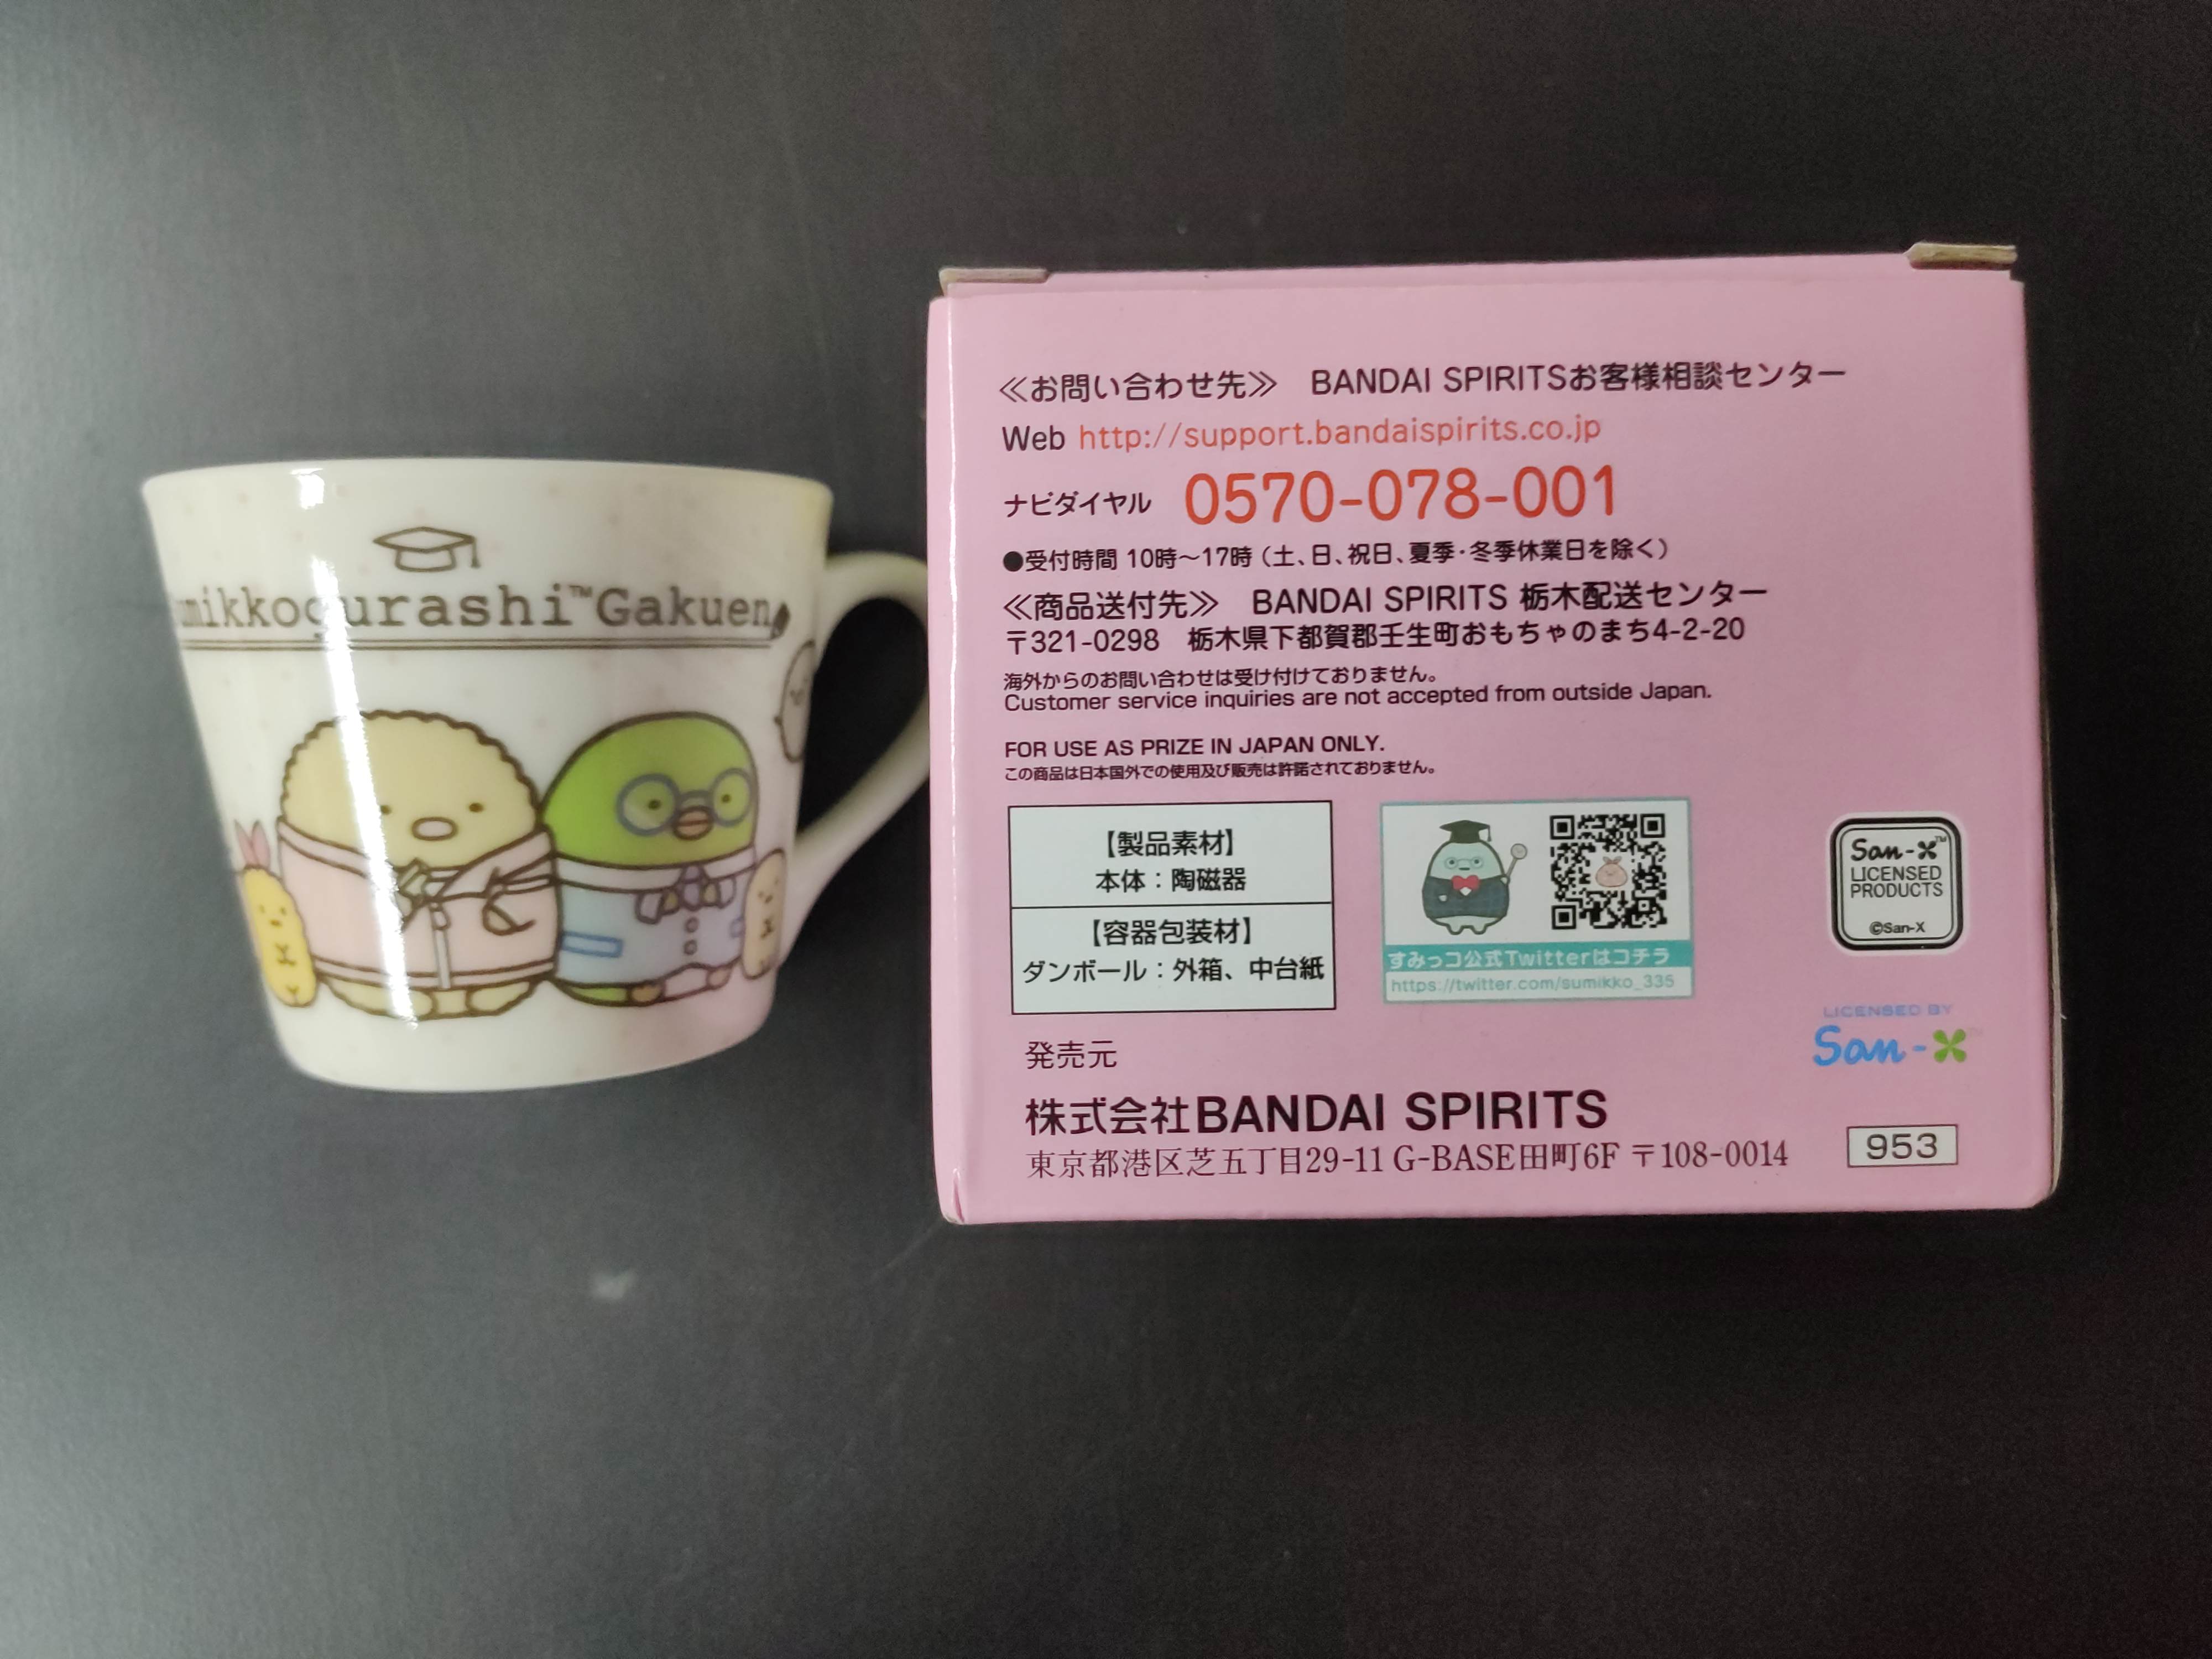 umikkogurashi™Gakuen
≪お問い合わせ先≫ BANDAI SPIRITSお客様相談センター
Web http://support.bandaispirits.co.jp
ナビダイヤル 0570-078-001
●受付時間 10時～17時（土、日、祝日、夏季・冬季休業日を除く）
≪商品送付先≫ BANDAI SPIRITS 栃木配送センター
〒321-0298 栃木県下都賀郡壬生町おもちゃのまち4-2-20
海外からのお問い合わせは受け付けておりません。
Customer service inquiries are not accepted from outside Japan.
FOR USE AS PRIZE IN JAPAN ONLY.
この商品は日本国外での使用及び販売は許諾されておりません。
【製品素材】
本体：陶磁器
【容器包装材】
ダンボール：外箱、中台紙
すみっコ公式Twitterはコチラ
https://twitter.com/sumikko_335
San-X™
LICENSED
PRODUCTS
©San-X
LICENSED BY
San-X™
発売元
株式会社BANDAI SPIRITS
東京都港区芝五丁目29-11 G-BASE田町6F 〒108-0014
953